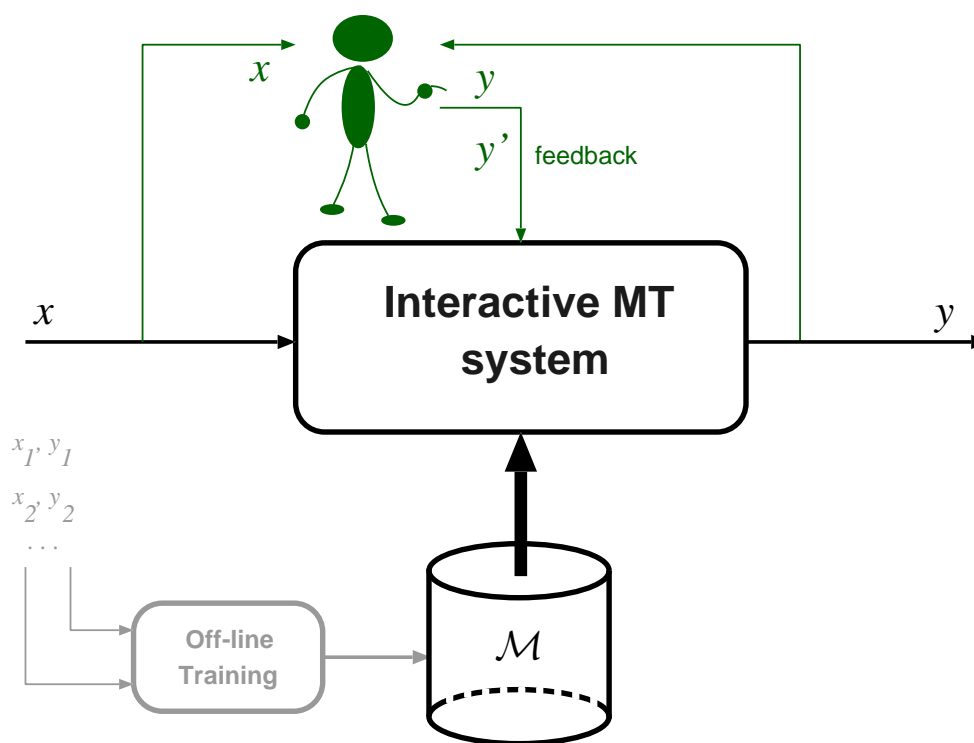 x
y
y’
feedback
Interactive MT
system
x
y
x1, y1
x2, y2
. . .
Off-line
Training
ℳ